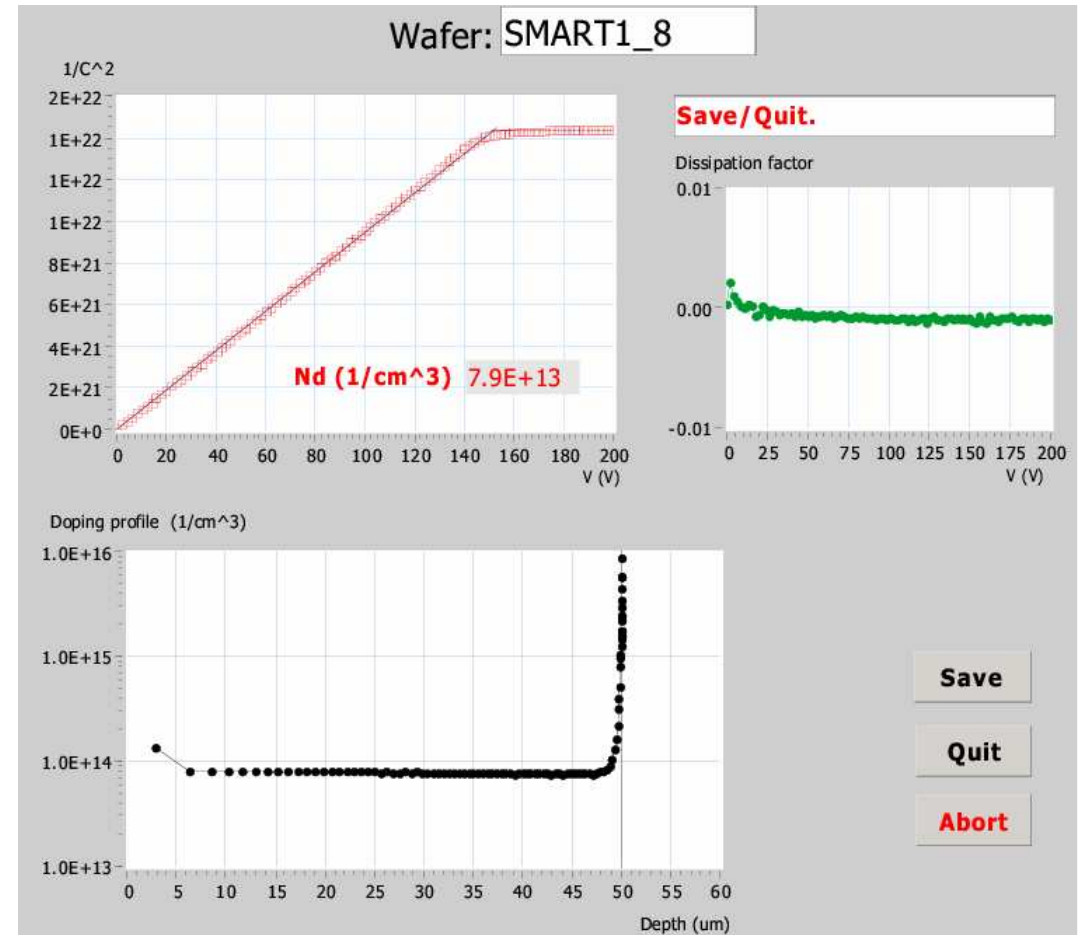 Wafer: SMART1_8
1/C^2
2E+22
1E+22
1E+22
1E+22
8E+21
6E+21
4E+21
2E+21
0E+0
Nd (1/cm^3) 7.9E+13
0 20 40 60 80 100 120 140 160 180 200
V (V)
Save/Quit.
Dissipation factor
0.01
0.00
-0.01
0 25 50 75 100 125 150 175 200
V (V)
Doping profile (1/cm^3)
1.0E+16
1.0E+15
1.0E+14
1.0E+13
0 5 10 15 20 25 30 35 40 45 50 55 60
Depth (um)
Save
Quit
Abort